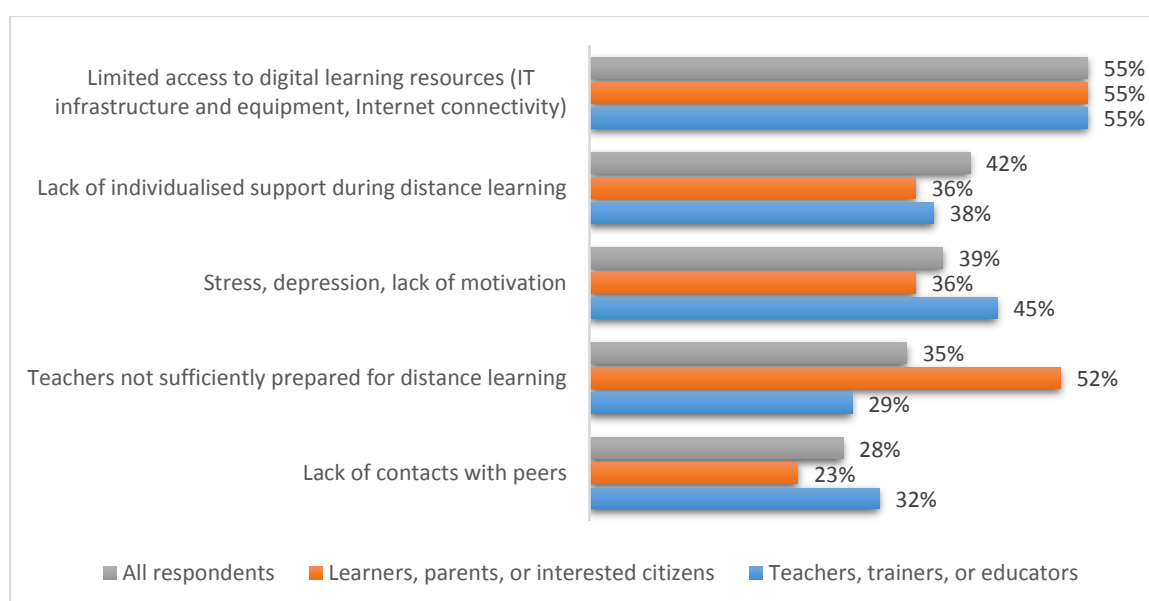 Limited access to digital learning resources (IT
infrastructure and equipment, Internet connectivity)
55%
55%
55%
Lack of individualised support during distance learning
42%
36%
38%
Stress, depression, lack of motivation
39%
36%
45%
Teachers not sufficiently prepared for distance learning
35%
52%
29%
Lack of contacts with peers
28%
23%
32%
All respondents Learners, parents, or interested citizens Teachers, trainers, or educators